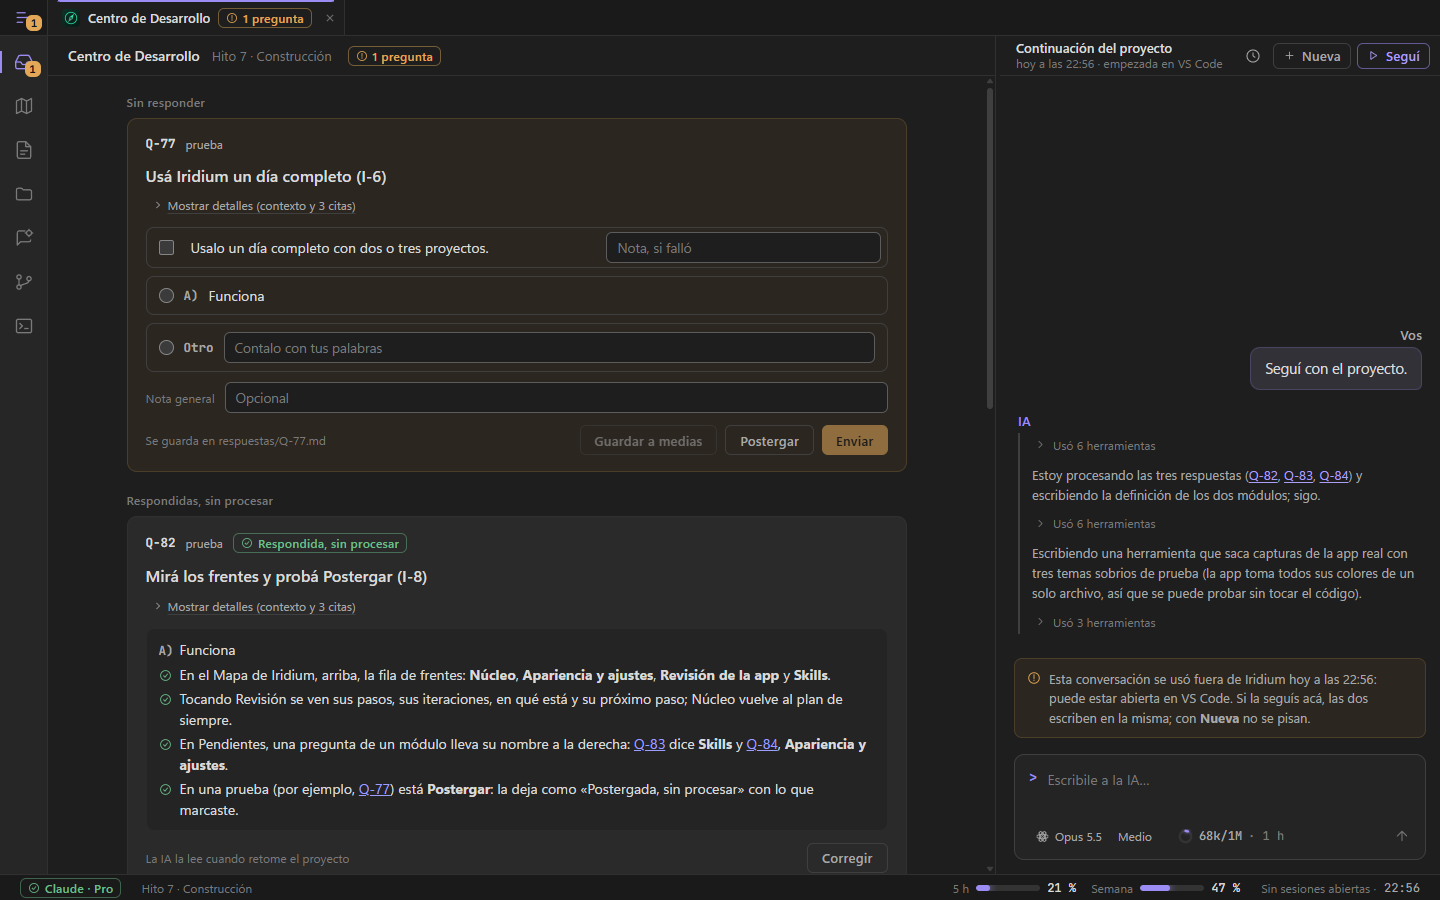 1
Centro de Desarrollo
1 pregunta
1
Centro de Desarrollo Hito 7 · Construcción
1 pregunta
Sin responder
Q-77 prueba
Usá Iridium un día completo (I-6)
Mostrar detalles (contexto y 3 citas)
Usalo un día completo con dos o tres proyectos.
Nota, si falló
A) Funciona
Otro
Contalo con tus palabras
Nota general
Opcional
Se guarda en respuestas/Q-77.md
Guardar a medias
Postergar
Enviar
Respondidas, sin procesar
Q-82 prueba
Respondida, sin procesar
Mirá los frentes y probá Postergar (I-8)
Mostrar detalles (contexto y 3 citas)
A) Funciona
En el Mapa de Iridium, arriba, la fila de frentes: Núcleo, Apariencia y ajustes, Revisión de la app y Skills.
Tocando Revisión se ven sus pasos, sus iteraciones, en qué está y su próximo paso; Núcleo vuelve al plan de
siempre.
En Pendientes, una pregunta de un módulo lleva su nombre a la derecha: Q-83 dice Skills y Q-84, Apariencia y
ajustes.
En una prueba (por ejemplo, Q-77) está Postergar: la deja como «Postergada, sin procesar» con lo que
marcaste.
La IA la lee cuando retome el proyecto
Corregir
Continuación del proyecto
hoy a las 22:56 · empezada en VS Code
+ Nueva
Seguí
Vos
Seguí con el proyecto.
IA
Usó 6 herramientas
Estoy procesando las tres respuestas (Q-82, Q-83, Q-84) y
escribiendo la definición de los dos módulos; sigo.
Usó 6 herramientas
Escribiendo una herramienta que saca capturas de la app real con
tres temas sobrios de prueba (la app toma todos sus colores de un
solo archivo, así que se puede probar sin tocar el código).
Usó 3 herramientas
Esta conversación se usó fuera de Iridium hoy a las 22:56:
puede estar abierta en VS Code. Si la seguís acá, las dos
escriben en la misma; con Nueva no se pisan.
> Escribile a la IA...
Opus 5.5 Medio 68k/1M · 1 h
Claude · Pro
Hito 7 · Construcción
5 h 21 % Semana 47 % Sin sesiones abiertas · 22:56